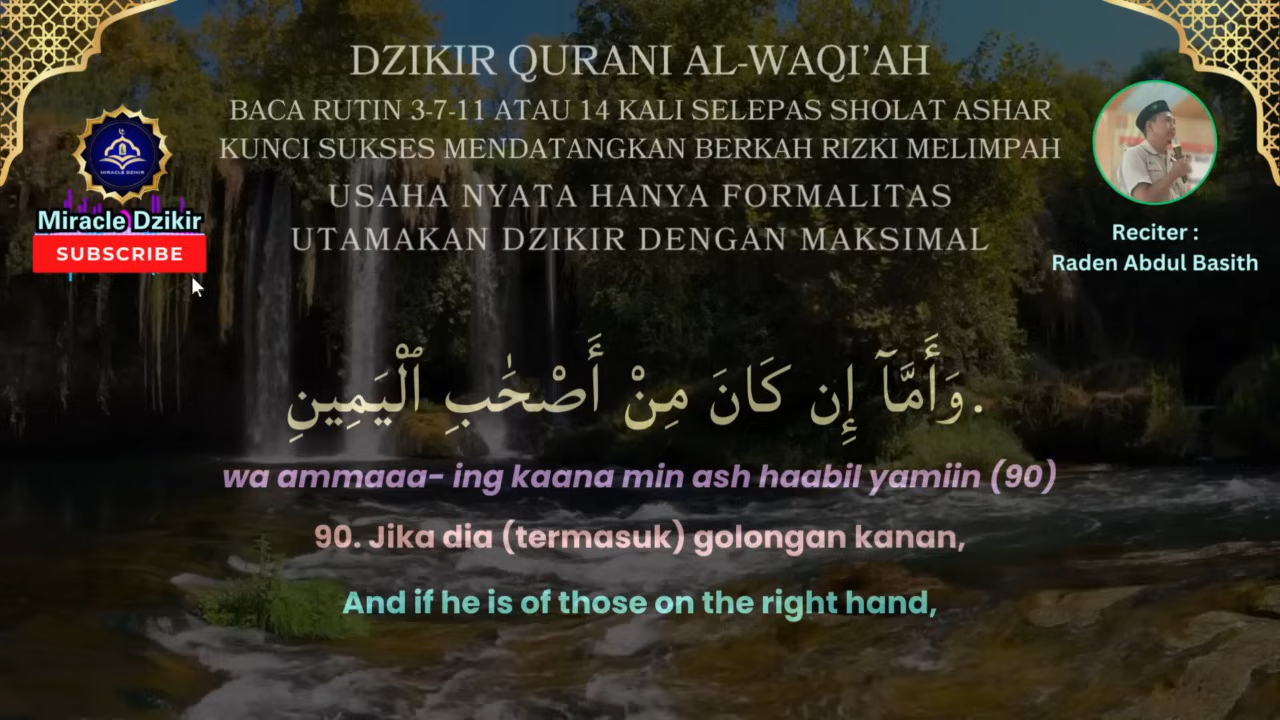 DZIKIR QURANI AL-WAQI'AH
BACA RUTIN 3-7-11 ATAU 14 KALI SELEPAS SHOLAT ASHAR
KUNCI SUKSES MENDATANGKAN BERKAH RIZKI MELIMPAH
USAHA NYATA HANYA FORMALITAS
UTAMAKAN DZIKIR DENGAN MAKSIMAL
MIRACLE DZIKIR
Miracle Dzikir
SUBSCRIBE
Reciter :
Raden Abdul Basith
وَأَمَّآ إِن كَانَ مِنْ أَصْحَٰبِ ٱلْيَمِينِ.
wa ammaaa- ing kaana min ash haabil yamiin (90)
90. Jika dia (termasuk) golongan kanan,
And if he is of those on the right hand,